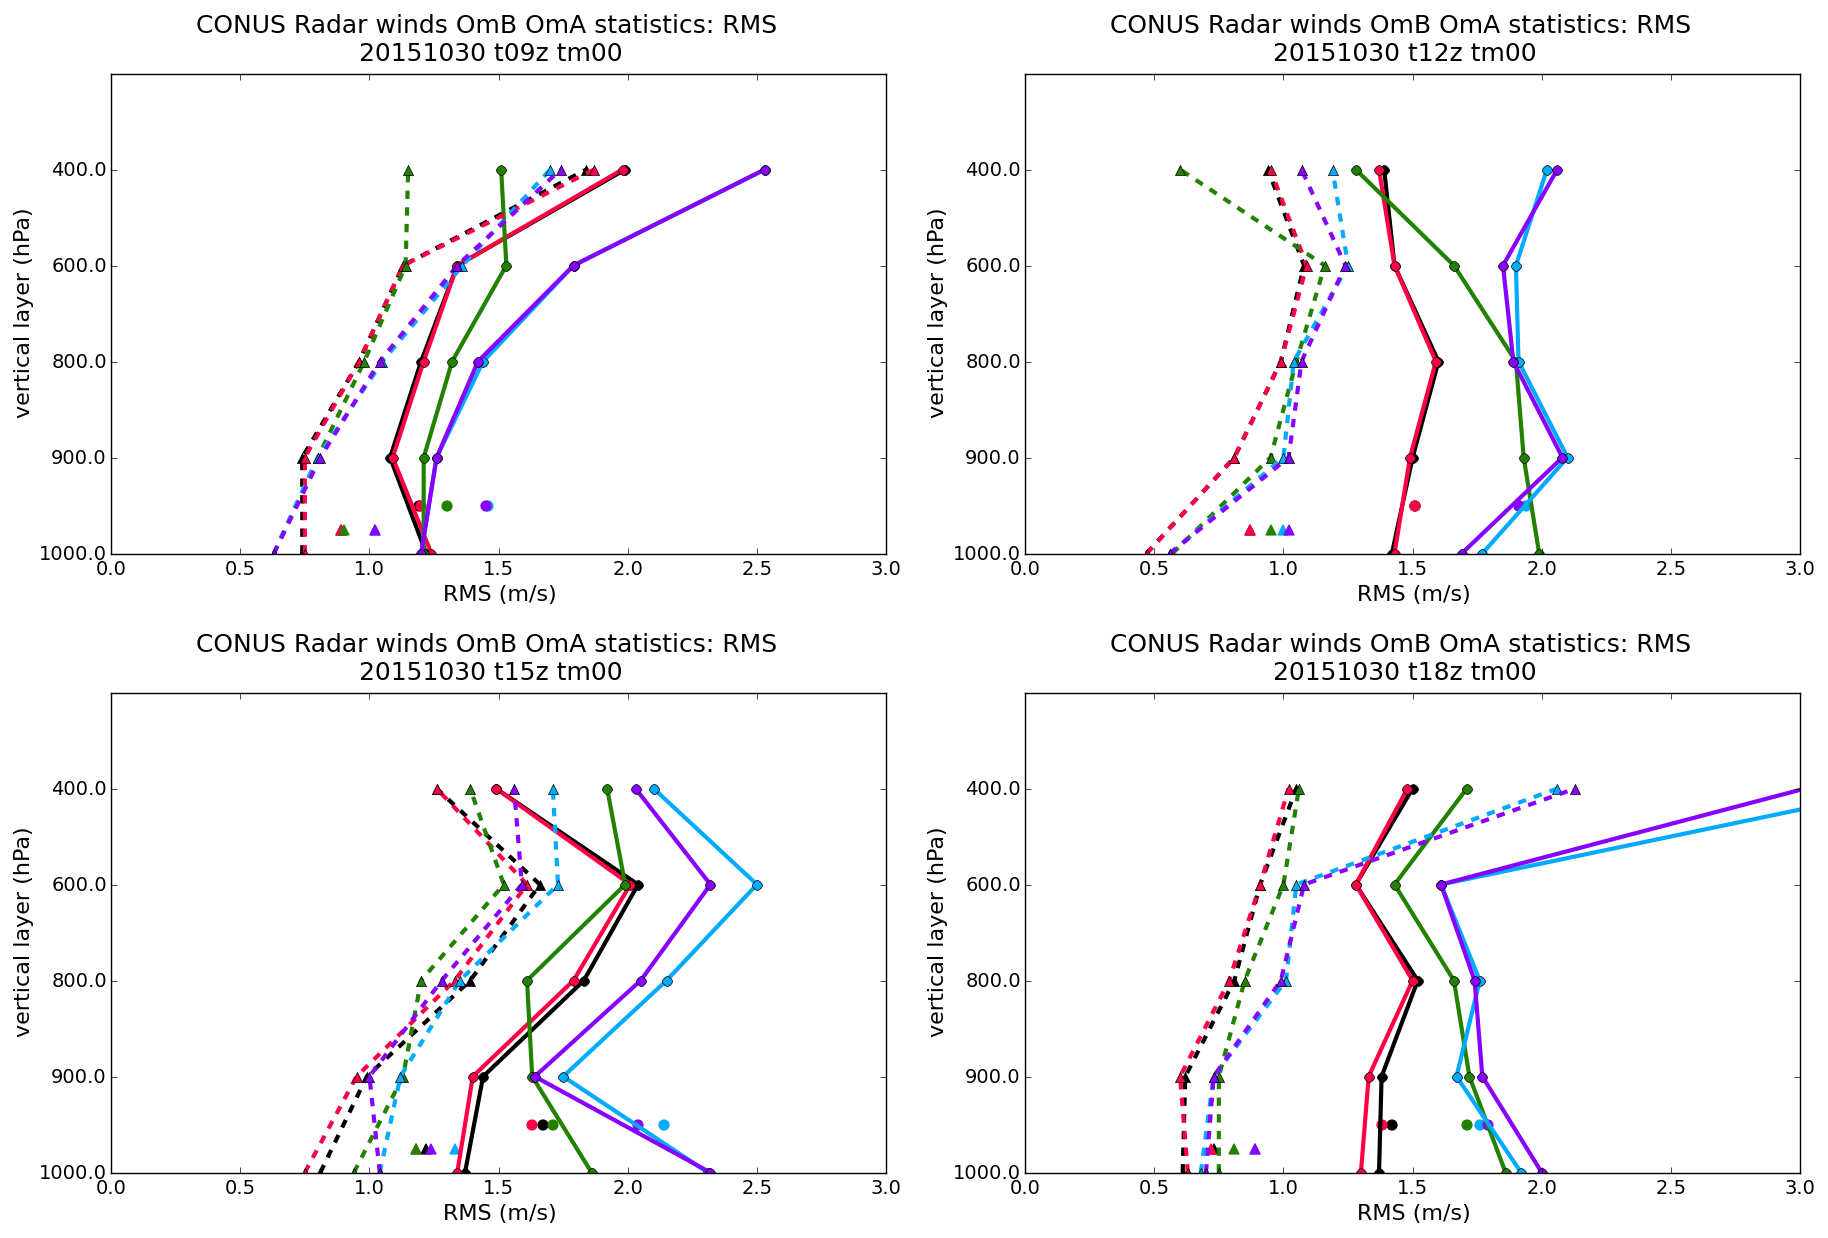 CONUS Radar winds OmB OmA statistics: RMS
20151030 t09z tm00
400.0
600.0
800.0
900.0
1000.0
vertical layer (hPa)
0.0 0.5 1.0 1.5 2.0 2.5 3.0
RMS (m/s)
CONUS Radar winds OmB OmA statistics: RMS
20151030 t12z tm00
400.0
600.0
800.0
900.0
1000.0
vertical layer (hPa)
0.0 0.5 1.0 1.5 2.0 2.5 3.0
RMS (m/s)
CONUS Radar winds OmB OmA statistics: RMS
20151030 t15z tm00
400.0
600.0
800.0
900.0
1000.0
vertical layer (hPa)
0.0 0.5 1.0 1.5 2.0 2.5 3.0
RMS (m/s)
CONUS Radar winds OmB OmA statistics: RMS
20151030 t18z tm00
400.0
600.0
800.0
900.0
1000.0
vertical layer (hPa)
0.0 0.5 1.0 1.5 2.0 2.5 3.0
RMS (m/s)